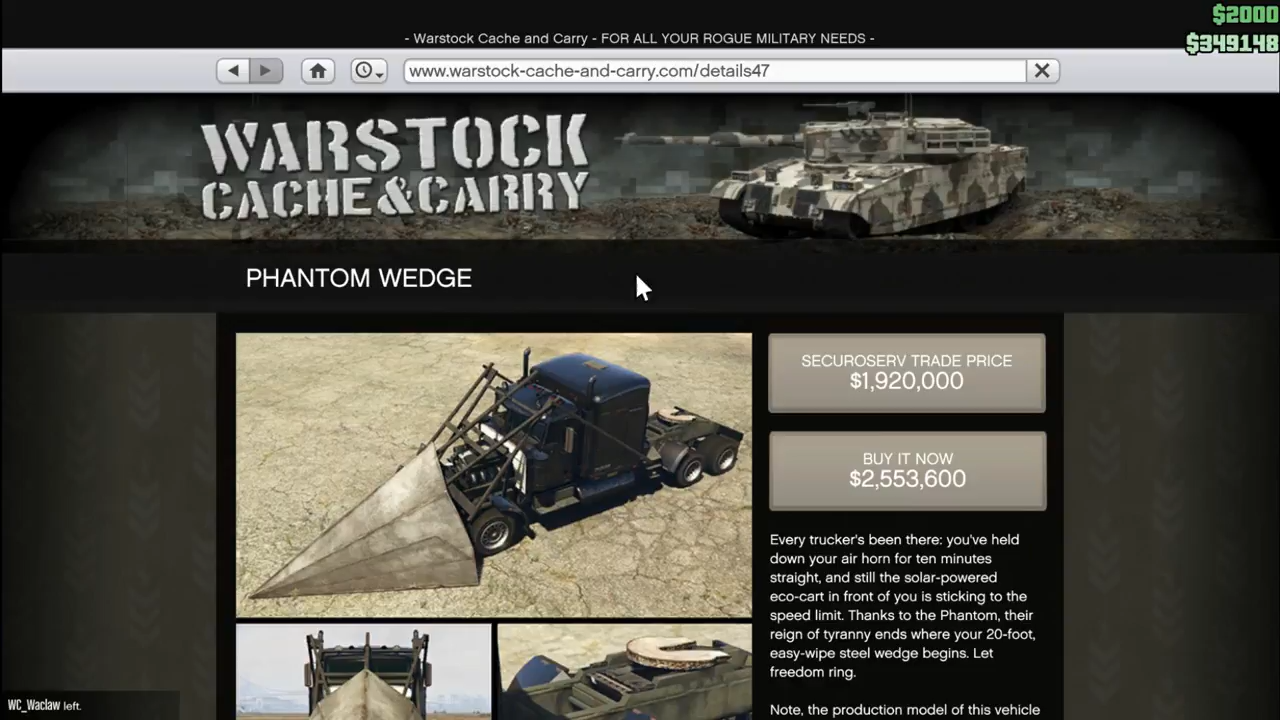 $2000
- Warstock Cache and Carry - FOR ALL YOUR ROGUE MILITARY NEEDS -
$349148
www.warstock-cache-and-carry.com/details47
WARSTOCK
CACHE&CARRY
PHANTOM WEDGE
SECUROSERV TRADE PRICE
$1,920,000
BUY IT NOW
$2,553,600
Every trucker's been there: you've held
down your air horn for ten minutes
straight, and still the solar-powered
eco-cart in front of you is sticking to the
speed limit. Thanks to the Phantom, their
reign of tyranny ends where your 20-foot,
easy-wipe steel wedge begins. Let
freedom ring.
Note, the production model of this vehicle
WC_Waclaw left.